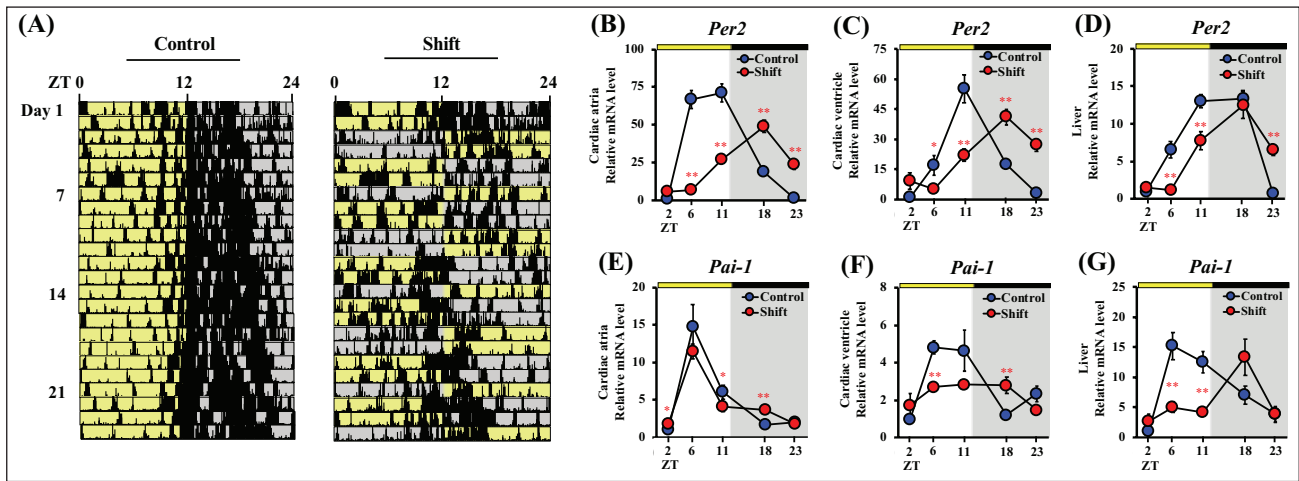 (A)
Control
Shift
ZT 0 12 24
0 12 24
Day 1
7
14
21
(B)
Per2
Control
Shift
Cardiac atria
Relative mRNA level
100
75
50
25
0
** ** ** **
2 6 11 18 23
ZT
(C)
Per2
Control
Shift
Cardiac ventricle
Relative mRNA level
75
60
45
30
15
0
* ** ** **
2 6 11 18 23
ZT
(D)
Per2
Control
Shift
Liver
Relative mRNA level
20
15
10
5
0
** ** **
2 6 11 18 23
ZT
(E)
Pai-1
Control
Shift
Cardiac atria
Relative mRNA level
20
15
10
5
0
* * **
2 6 11 18 23
ZT
(F)
Pai-1
Control
Shift
Cardiac ventricle
Relative mRNA level
8
6
4
2
0
** **
2 6 11 18 23
ZT
(G)
Pai-1
Control
Shift
Liver
Relative mRNA level
25
20
15
10
5
0
** **
2 6 11 18 23
ZT